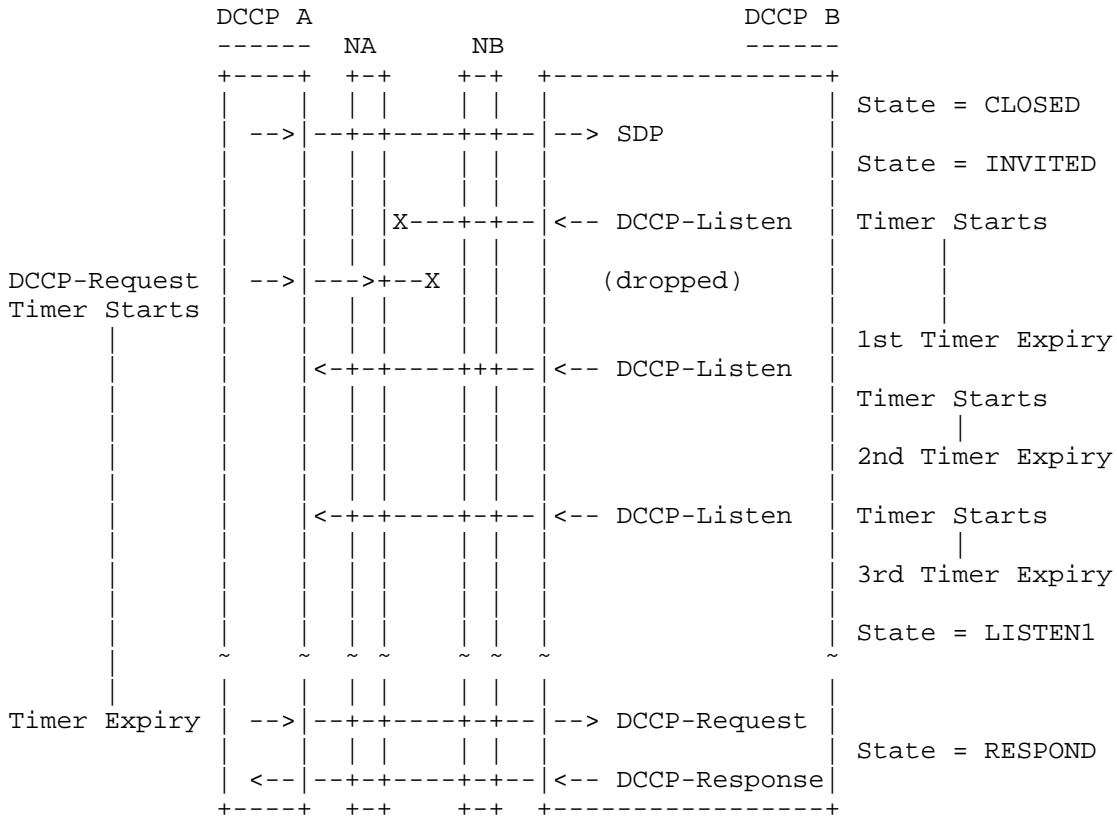 DCCP A                                DCCP B
                  ------  NA      NB                    ------
                  +----+  +-+    +-+  +-----------------+
                  |    |  | |    | |  |                 | State = CLOSED
                  | -->|--+-+----+-+--|--> SDP          |
                  |    |  | |    | |  |                 | State = INVITED
                  |    |  | |    | |  |                 |
                  |    |  | X----+-+--|<-- DCCP-Listen  | Timer Starts
                  |    |  | |    | |  |                 |      |
DCCP-Request      | -->|--->+--X | |  |   (dropped)     |      |
Timer Starts      |    |  | |    | |  |                 |      |
      |           |    |  | |    | |  |                 | 1st Timer Expiry
      |           |    |<-+-+----+++--|<-- DCCP-Listen  |
      |           |    |  | |    | |  |                 | Timer Starts
      |           |    |  | |    | |  |                 |      |
      |           |    |  | |    | |  |                 | 2nd Timer Expiry
      |           |    |  | |    | |  |                 |
      |           |    |<-+-+----+-+--|<-- DCCP-Listen  | Timer Starts
      |           |    |  | |    | |  |                 |      |
      |           |    |  | |    | |  |                 | 3rd Timer Expiry
      |           |    |  | |    | |  |                 |
      |           |    |  | |    | |  |                 | State = LISTEN1
      |           ~    ~  ~ ~    ~ ~  ~                 ~
      |           |    |  | |    | |  |                 |
Timer Expiry      | -->|--+-+----+-+--|--> DCCP-Request |
                  |    |  | |    | |  |                 | State = RESPOND
                  | <--|--+-+----+-+--|<-- DCCP-Response|
                  +----+  +-+    +-+  +-----------------+